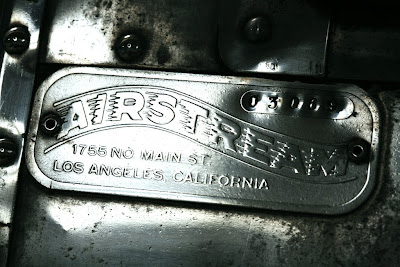 AIRSTREAM
1755 NO MAIN ST.
LOS ANGELES, CALIFORNIA